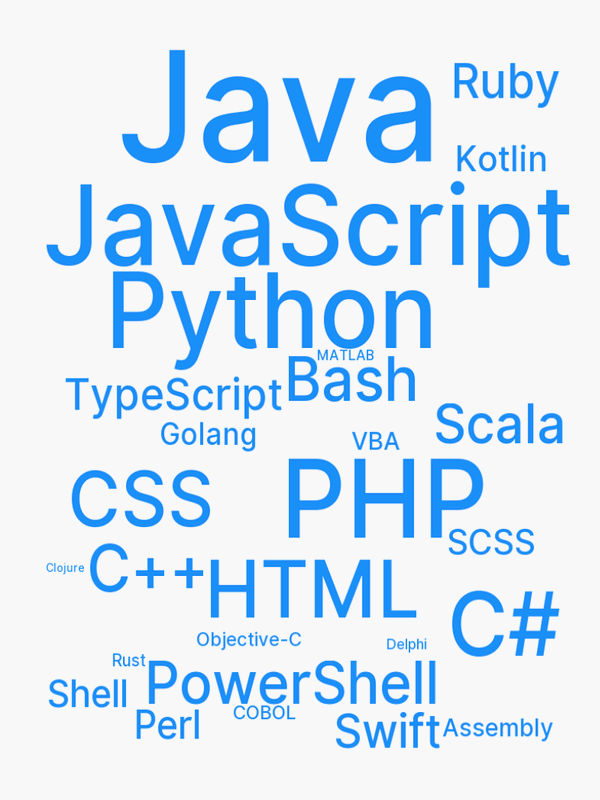 Java
Ruby
Kotlin
JavaScript
Python
MATLAB
Bash
TypeScript
Scala
Golang
VBA
CSS
PHP
SCSS
Clojure
C++
HTML
C#
Objective-C
Delphi
Rust
PowerShell
Shell
COBOL
Perl
Swift
Assembly